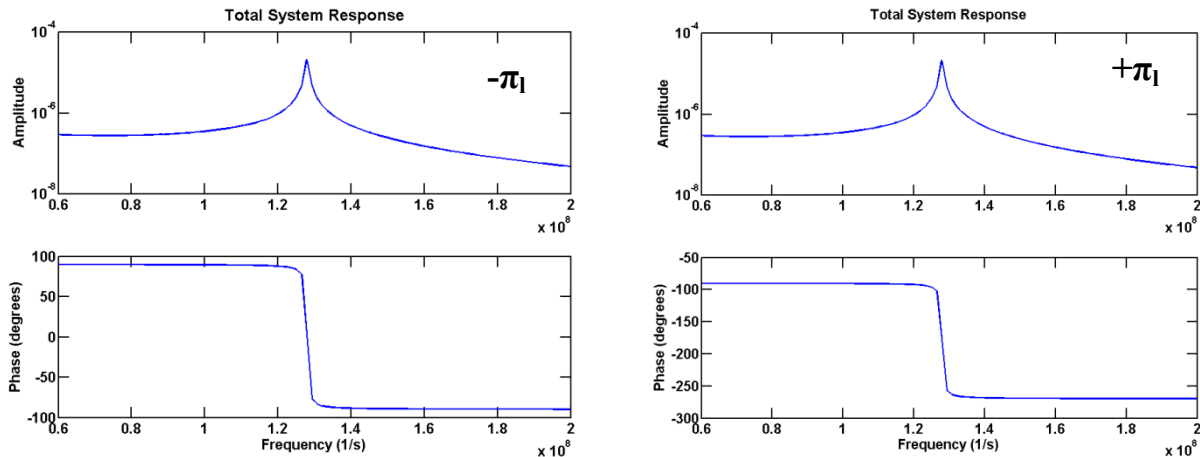 Total System Response
10^-4
10^-6
10^-8
Amplitude
-π_l
0.6 0.8 1 1.2 1.4 1.6 1.8 2
x 10^8
100
50
0
-50
-100
Phase (degrees)
0.6 0.8 1 1.2 1.4 1.6 1.8 2
Frequency (1/s)
x 10^8
Total System Response
10^-4
10^-6
10^-8
Amplitude
+π_l
0.6 0.8 1 1.2 1.4 1.6 1.8 2
x 10^8
-50
-100
-150
-200
-250
-300
Phase (degrees)
0.6 0.8 1 1.2 1.4 1.6 1.8 2
Frequency (1/s)
x 10^8